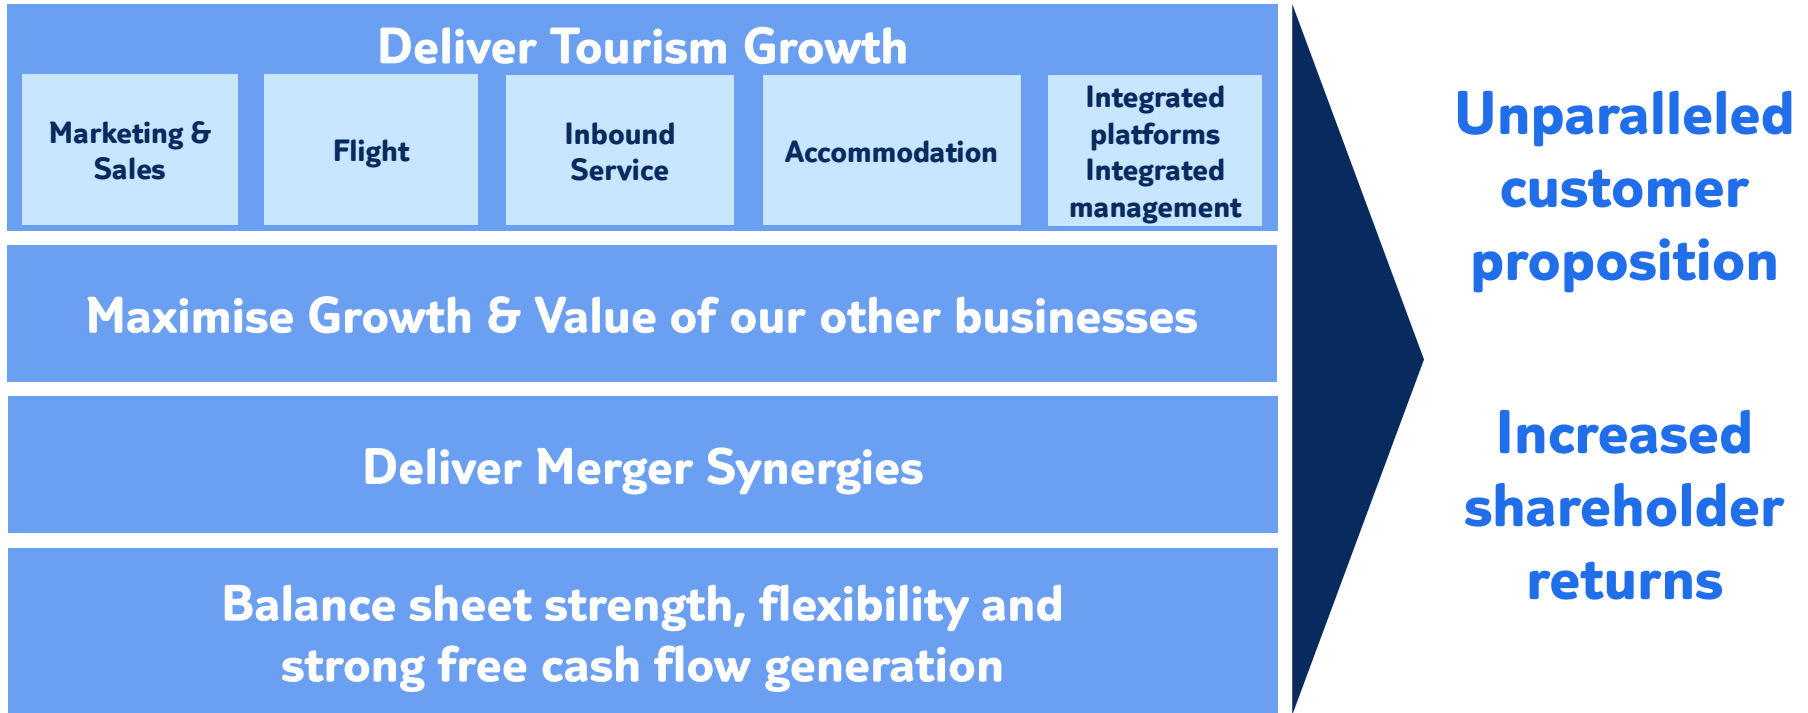 Deliver Tourism Growth
Marketing &
Sales
Flight
Inbound
Service
Accommodation
Integrated
platforms
Integrated
management
Maximise Growth & Value of our other businesses
Deliver Merger Synergies
Balance sheet strength, flexibility and
strong free cash flow generation
Unparalleled
customer
proposition
Increased
shareholder
returns